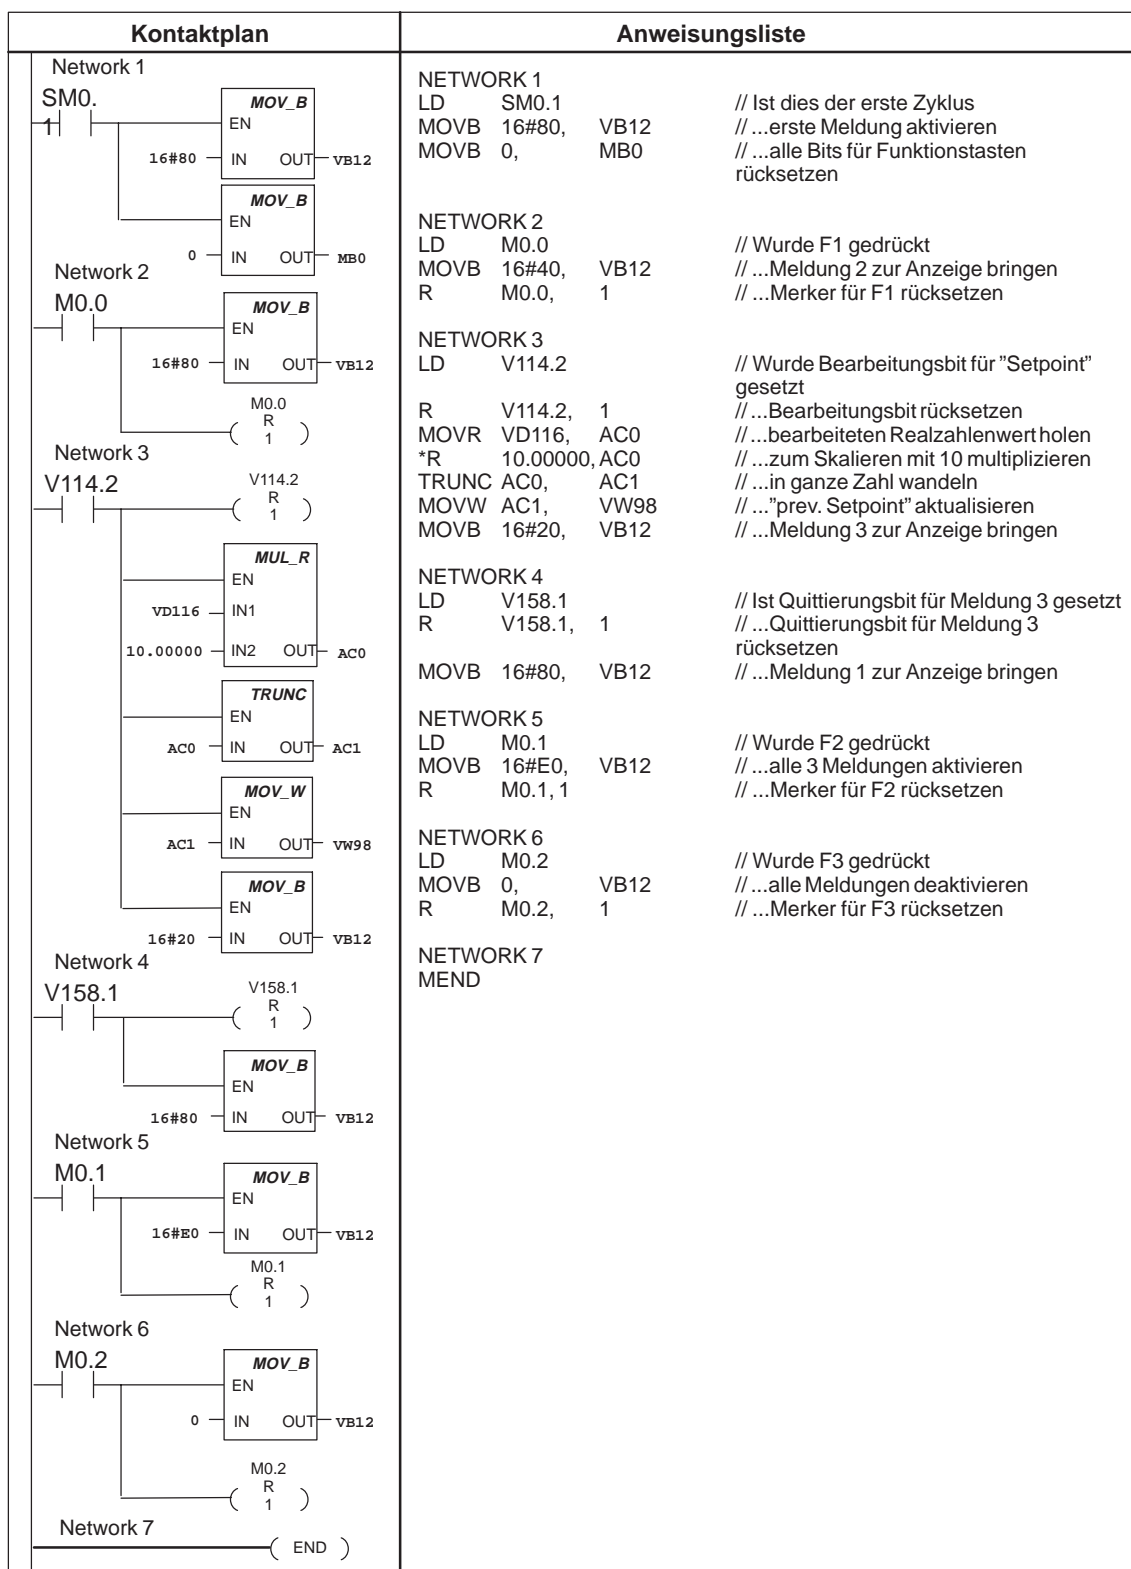 Kontaktplan
Network 1
SM0.
1
MOV_B
EN
16#80 IN OUT VB12
MOV_B
EN
0 IN OUT MB0
Network 2
M0.0
MOV_B
EN
16#80 IN OUT VB12
M0.0
R
1
Network 3
V114.2
V114.2
R
1
MUL_R
EN
VD116 IN1
10.00000 IN2 OUT AC0
TRUNC
EN
AC0 IN OUT AC1
MOV_W
EN
AC1 IN OUT VW98
MOV_B
EN
16#20 IN OUT VB12
Network 4
V158.1
V158.1
R
1
MOV_B
EN
16#80 IN OUT VB12
Network 5
M0.1
MOV_B
EN
16#E0 IN OUT VB12
M0.1
R
1
Network 6
M0.2
MOV_B
EN
0 IN OUT VB12
M0.2
R
1
Network 7
( END )
Anweisungsliste
NETWORK 1
LD SM0.1 // Ist dies der erste Zyklus
MOVB 16#80, VB12 // ...erste Meldung aktivieren
MOVB 0, MB0 // ...alle Bits für Funktionstasten
rücksetzen
NETWORK 2
LD M0.0 // Wurde F1 gedrückt
MOVB 16#40, VB12 // ...Meldung 2 zur Anzeige bringen
R M0.0, 1 // ...Merker für F1 rücksetzen
NETWORK 3
LD V114.2 // Wurde Bearbeitungsbit für ”Setpoint”
gesetzt
R V114.2, 1 // ...Bearbeitungsbit rücksetzen
MOVR VD116, AC0 // ...bearbeiteten Realzahlenwert holen
*R 10.00000, AC0 // ...zum Skalieren mit 10 multiplizieren
TRUNC AC0, AC1 // ...in ganze Zahl wandeln
MOVW AC1, VW98 // ...”prev. Setpoint” aktualisieren
MOVB 16#20, VB12 // ...Meldung 3 zur Anzeige bringen
NETWORK 4
LD V158.1 // Ist Quittierungsbit für Meldung 3 gesetzt
R V158.1, 1 // ...Quittierungsbit für Meldung 3
rücksetzen
MOVB 16#80, VB12 // ...Meldung 1 zur Anzeige bringen
NETWORK 5
LD M0.1 // Wurde F2 gedrückt
MOVB 16#E0, VB12 // ...alle 3 Meldungen aktivieren
R M0.1, 1 // ...Merker für F2 rücksetzen
NETWORK 6
LD M0.2 // Wurde F3 gedrückt
MOVB 0, VB12 // ...alle Meldungen deaktivieren
R M0.2, 1 // ...Merker für F3 rücksetzen
NETWORK 7
MEND